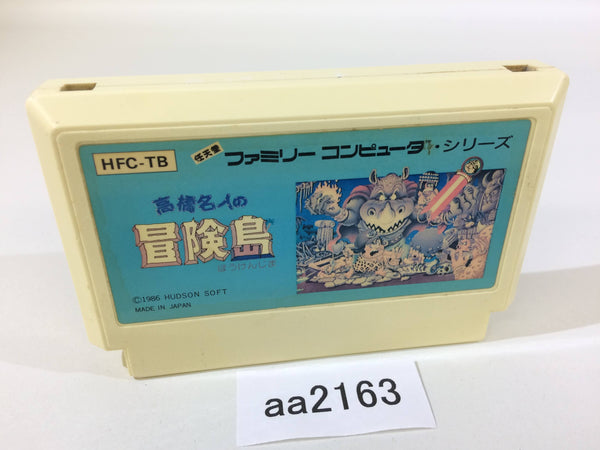 HFC-TB
任天堂 ファミリー コンピュータ・シリーズ
高橋名人の
冒険島
ぼうけんじま
©1986 HUDSON SOFT
MADE IN JAPAN
aa2163